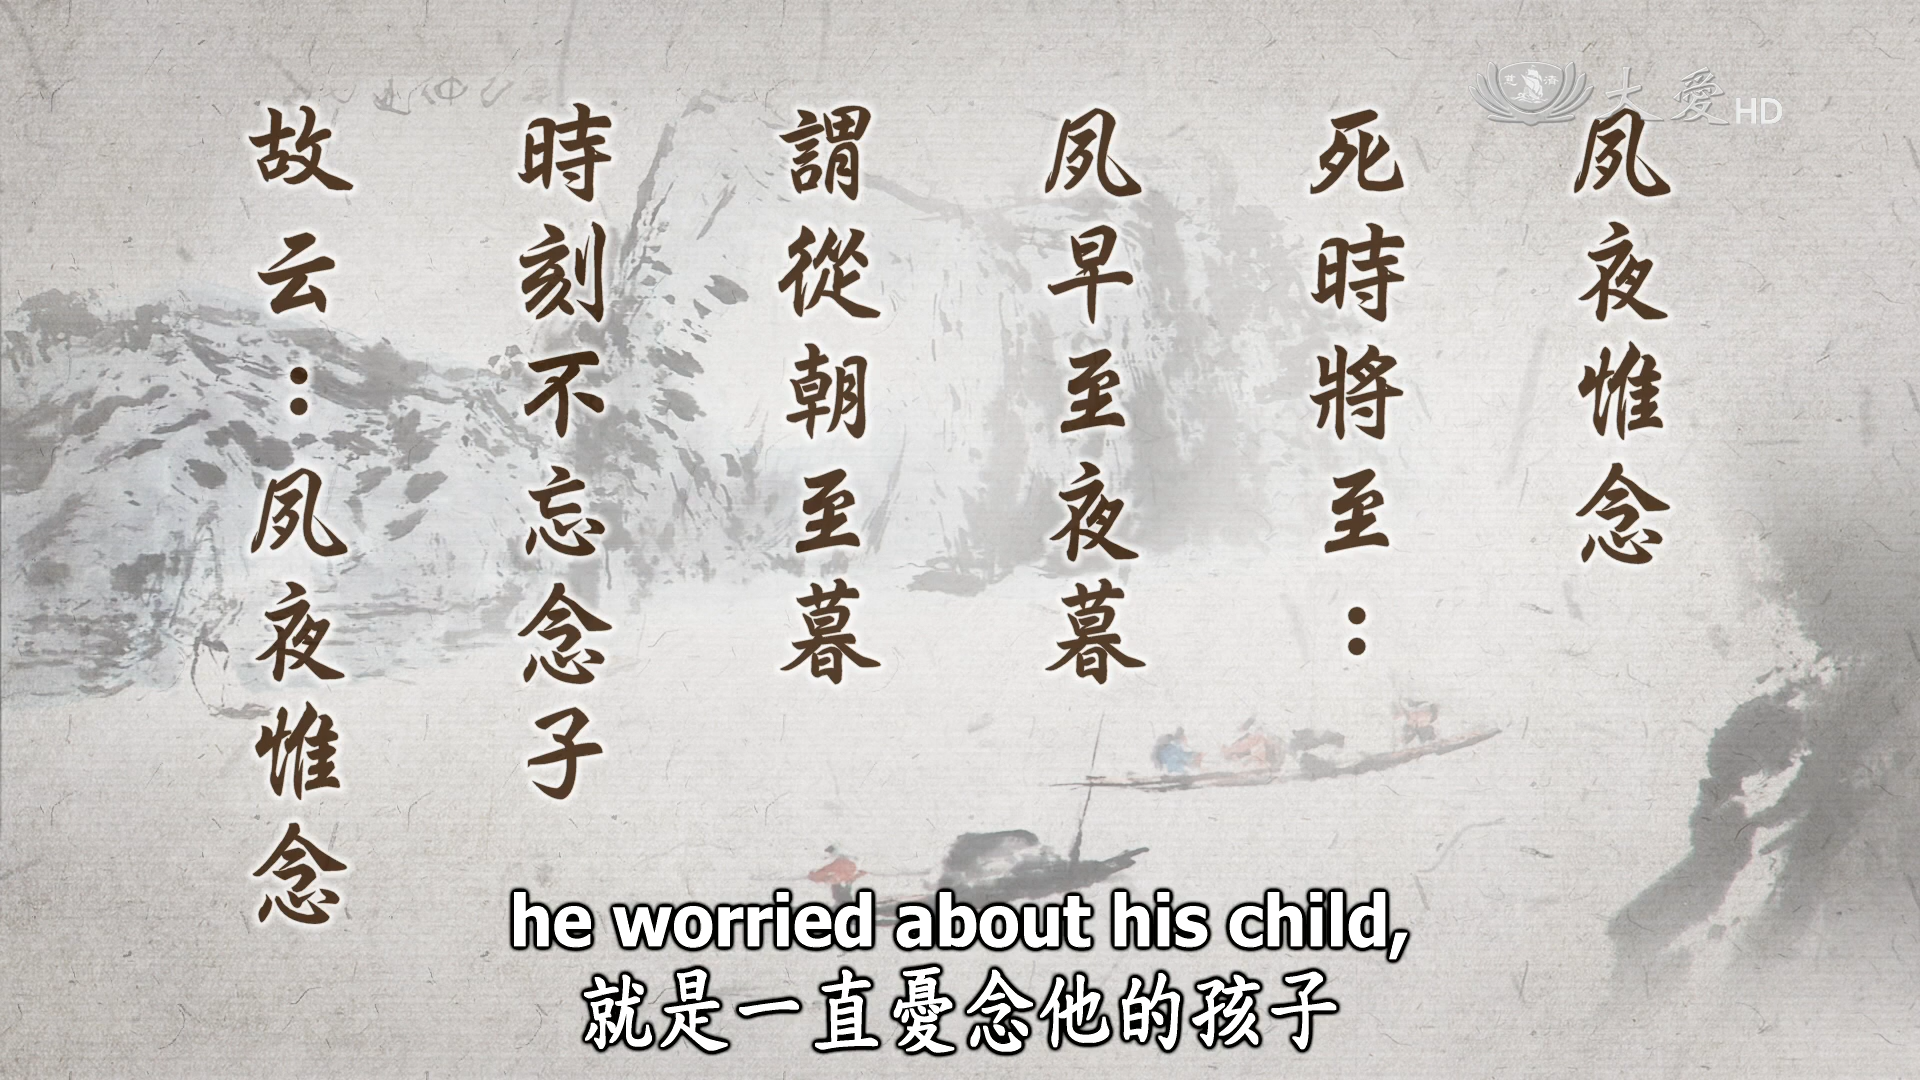 大愛HD
夙夜惟念
死時將至：
夙早至夜暮
謂從朝至暮
時刻不忘念子
故云：夙夜惟念
he worried about his child,
就是一直憂念他的孩子